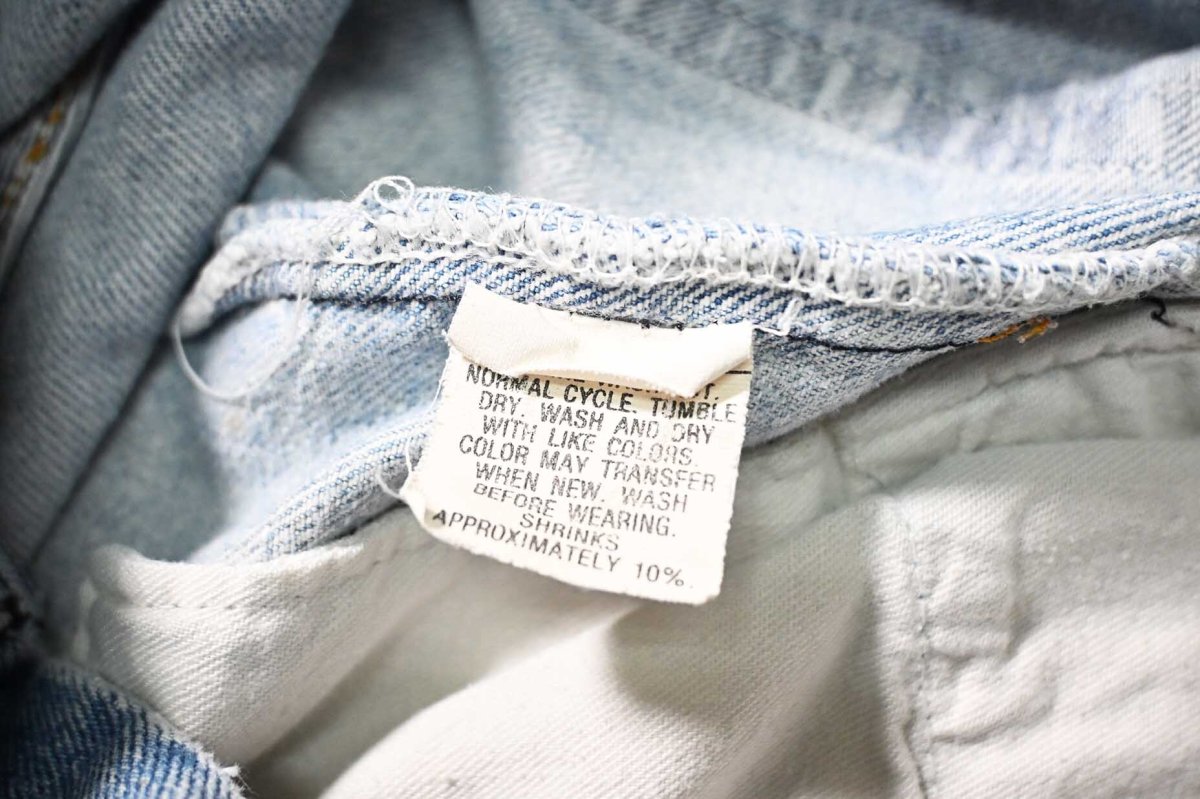 NORMAL CYCLE. TUMBLE
DRY. WASH AND DRY
WITH LIKE COLORS.
COLOR MAY TRANSFER
WHEN NEW. WASH
BEFORE WEARING.
SHRINKS
APPROXIMATELY 10%.